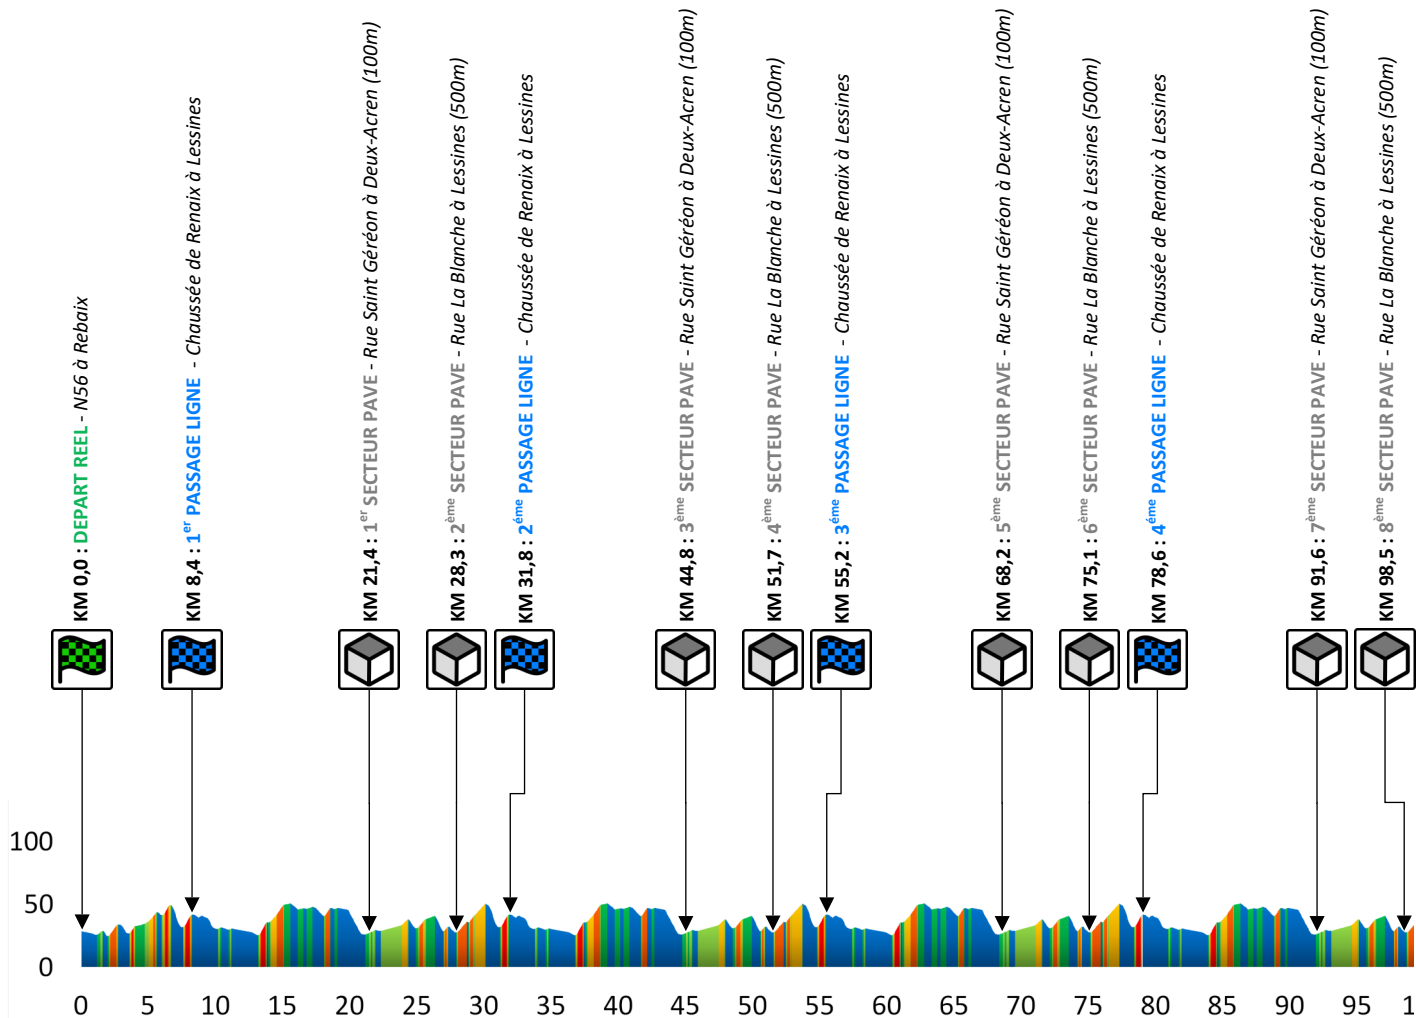 KM 0,0 : DEPART REEL - N56 à Rebaix
KM 8,4 : 1er PASSAGE LIGNE - Chaussée de Renaix à Lessines
KM 21,4 : 1er SECTEUR PAVE - Rue Saint Géréon à Deux-Acren (100m)
KM 28,3 : 2ème SECTEUR PAVE - Rue La Blanche à Lessines (500m)
KM 31,8 : 2éme PASSAGE LIGNE - Chaussée de Renaix à Lessines
KM 44,8 : 3ème SECTEUR PAVE - Rue Saint Géréon à Deux-Acren (100m)
KM 51,7 : 4ème SECTEUR PAVE - Rue La Blanche à Lessines (500m)
KM 55,2 : 3éme PASSAGE LIGNE - Chaussée de Renaix à Lessines
KM 68,2 : 5ème SECTEUR PAVE - Rue Saint Géréon à Deux-Acren (100m)
KM 75,1 : 6ème SECTEUR PAVE - Rue La Blanche à Lessines (500m)
KM 78,6 : 4éme PASSAGE LIGNE - Chaussée de Renaix à Lessines
KM 91,6 : 7ème SECTEUR PAVE - Rue Saint Géréon à Deux-Acren (100m)
KM 98,5 : 8ème SECTEUR PAVE - Rue La Blanche à Lessines (500m)
100
50
0
0 5 10 15 20 25 30 35 40 45 50 55 60 65 70 75 80 85 90 95 1